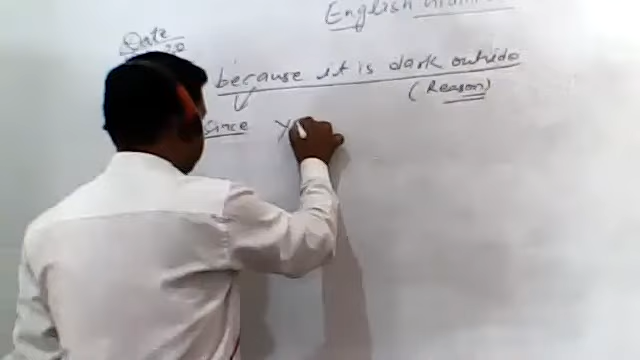 English
Date
because it is dark outside
(Reason)
since Y